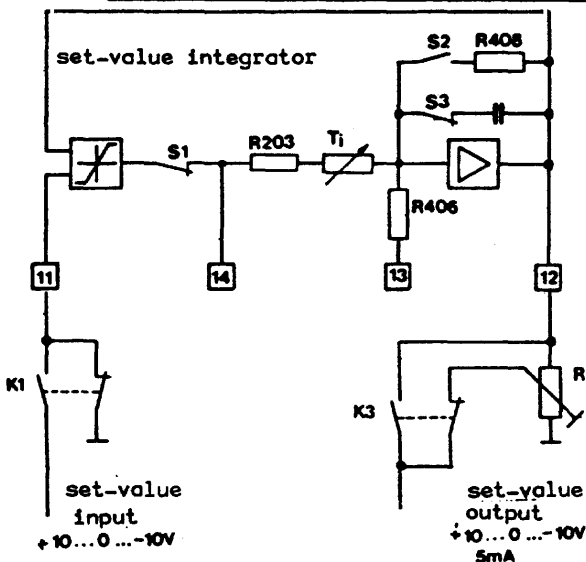 set-value integrator
S2
R406
S3
S1
R203
Ti
R406
11
14
13
12
K1
K3
R
set-value
input
+10...0...-10V
set-value
output
+10...0...-10V
5mA